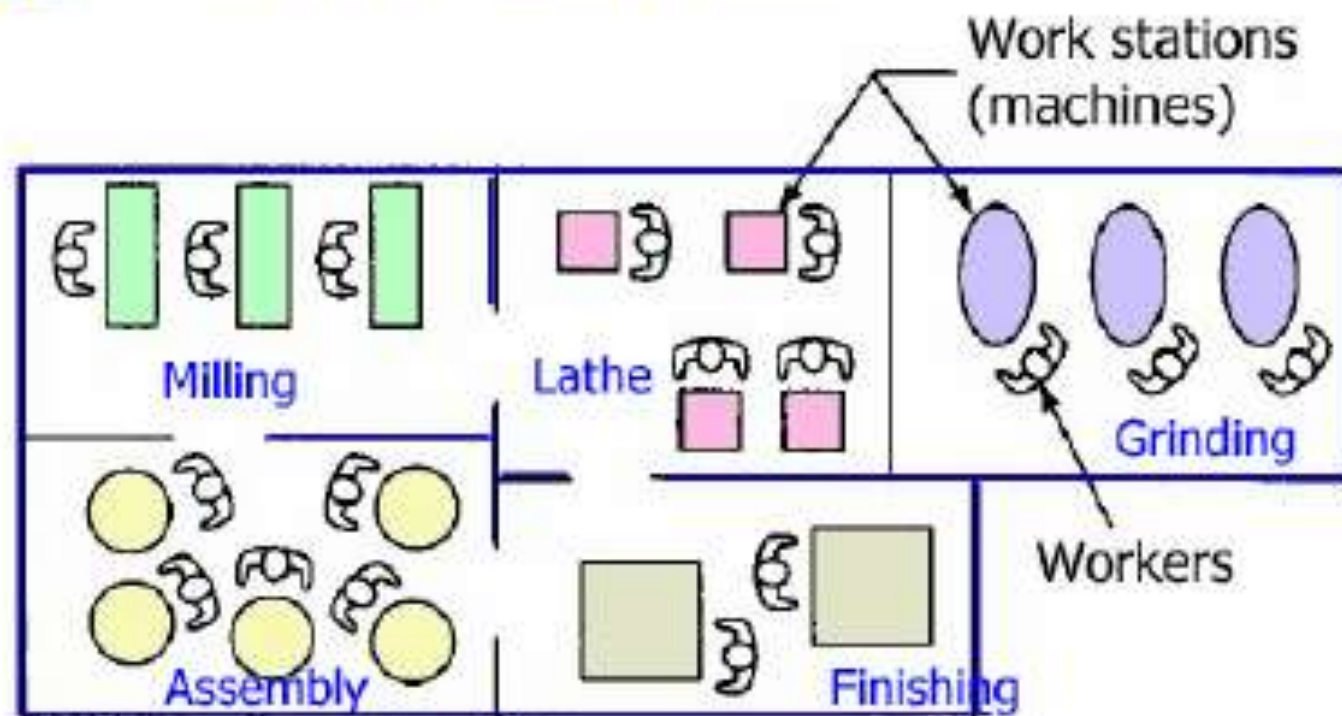 Work stations
(machines)
Milling
Lathe
Grinding
Workers
Assembly
Finishing